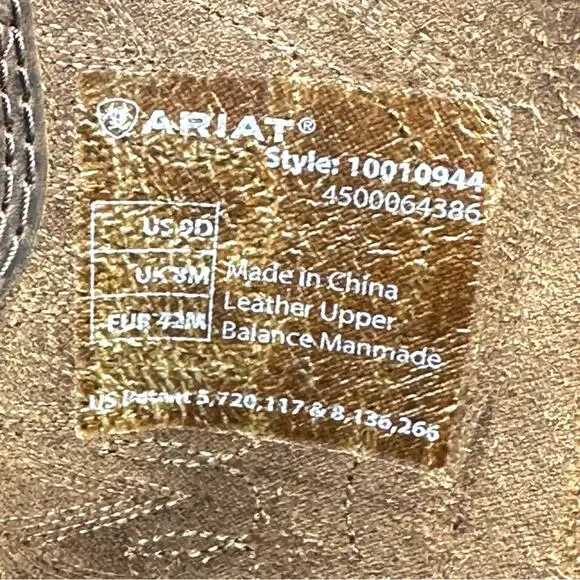 ARIAT®
Style: 10010944
4500064386
US 9D
UK 8M
EUR 42M
Made in China
Leather Upper
Balance Manmade
US Patent 5,720,117 & 8,136,266